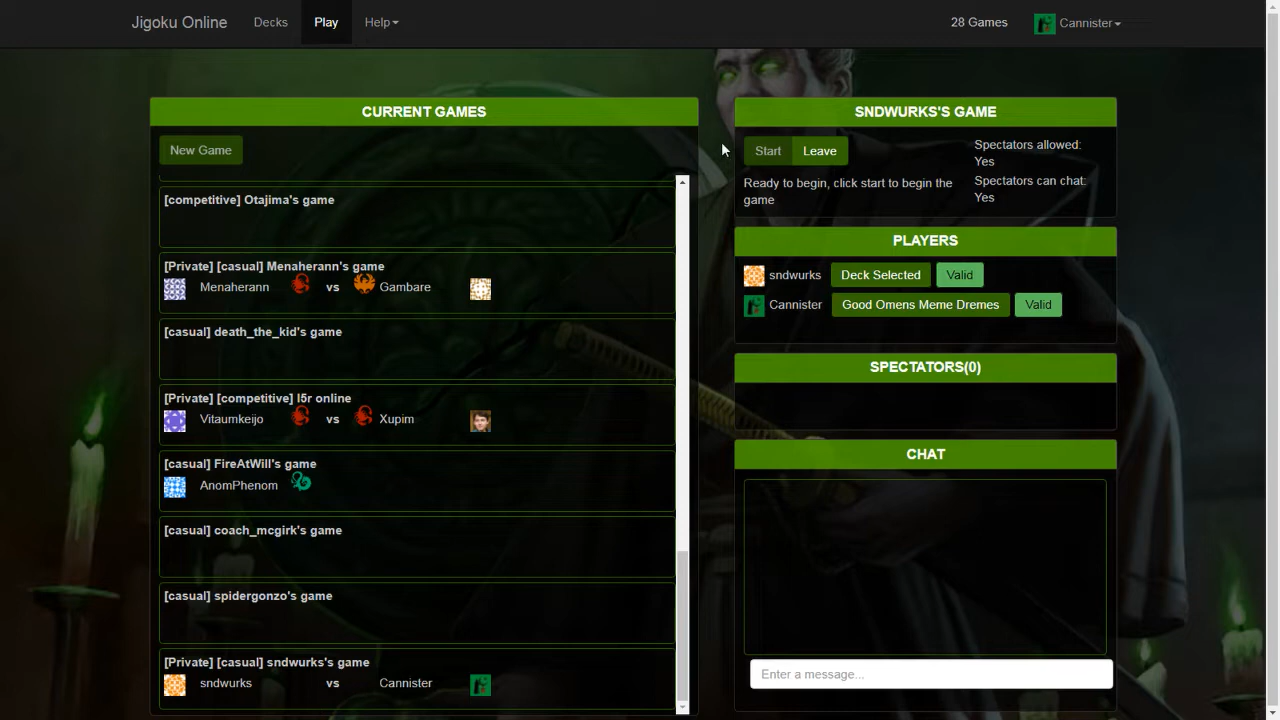 Jigoku Online
Decks
Play
Help
28 Games
Cannister
CURRENT GAMES
New Game
[competitive] Otajima's game
[Private] [casual] Menaherann's game
Menaherann vs Gambare
[casual] death_the_kid's game
[Private] [competitive] l5r online
Vitaumkeijo vs Xupim
[casual] FireAtWill's game
AnomPhenom
[casual] coach_mcgirk's game
[casual] spidergonzo's game
[Private] [casual] sndwurks's game
sndwurks vs Cannister
SNDWURKS'S GAME
Start
Leave
Spectators allowed:
Yes
Spectators can chat:
Yes
Ready to begin, click start to begin the
game
PLAYERS
sndwurks Deck Selected Valid
Cannister Good Omens Meme Dremes Valid
SPECTATORS(0)
CHAT
Enter a message...